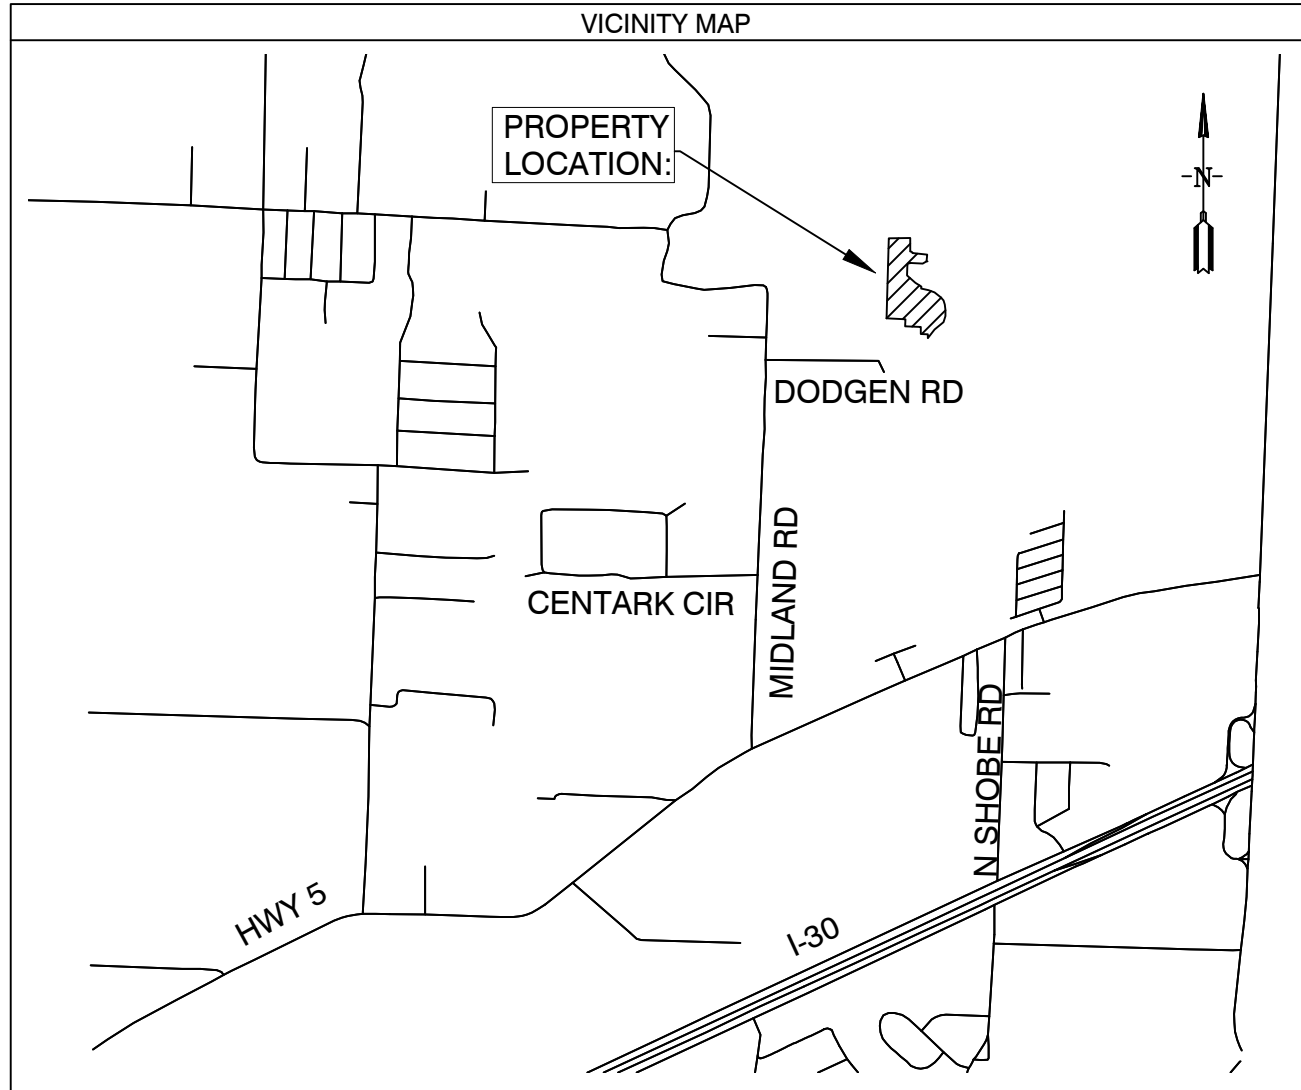 VICINITY MAP
PROPERTY
LOCATION:
N
DODGEN RD
MIDLAND RD
CENTARK CIR
N SHOBE RD
HWY 5
I-30